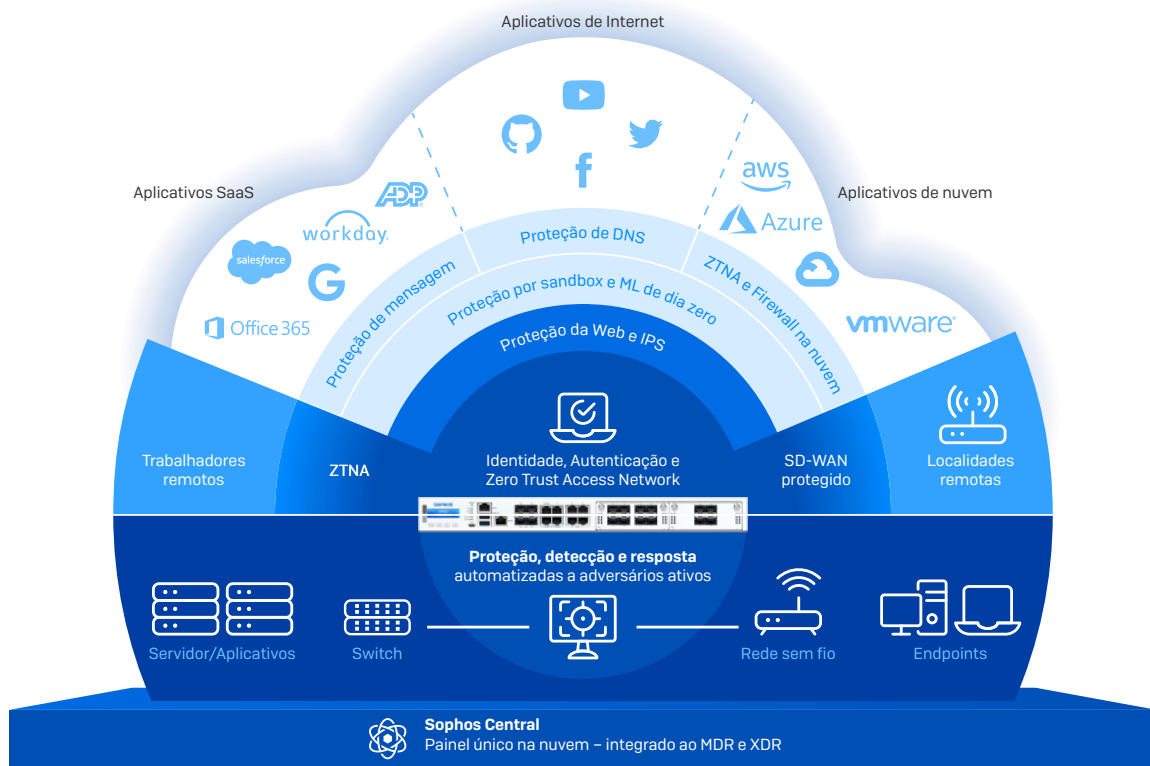 Aplicativos de Internet
Aplicativos SaaS
Aplicativos de nuvem
ADP
workday.
salesforce
G
Office 365
aws
Azure
vmware®
Proteção de mensagem
Proteção de DNS
ZTNA e Firewall na nuvem
Proteção por sandbox e ML de dia zero
Proteção da Web e IPS
Trabalhadores
remotos
ZTNA
Identidade, Autenticação e
Zero Trust Access Network
SD-WAN
protegido
Localidades
remotas
Proteção, detecção e resposta
automatizadas a adversários ativos
Servidor/Aplicativos
Switch
Rede sem fio
Endpoints
Sophos Central
Painel único na nuvem – integrado ao MDR e XDR